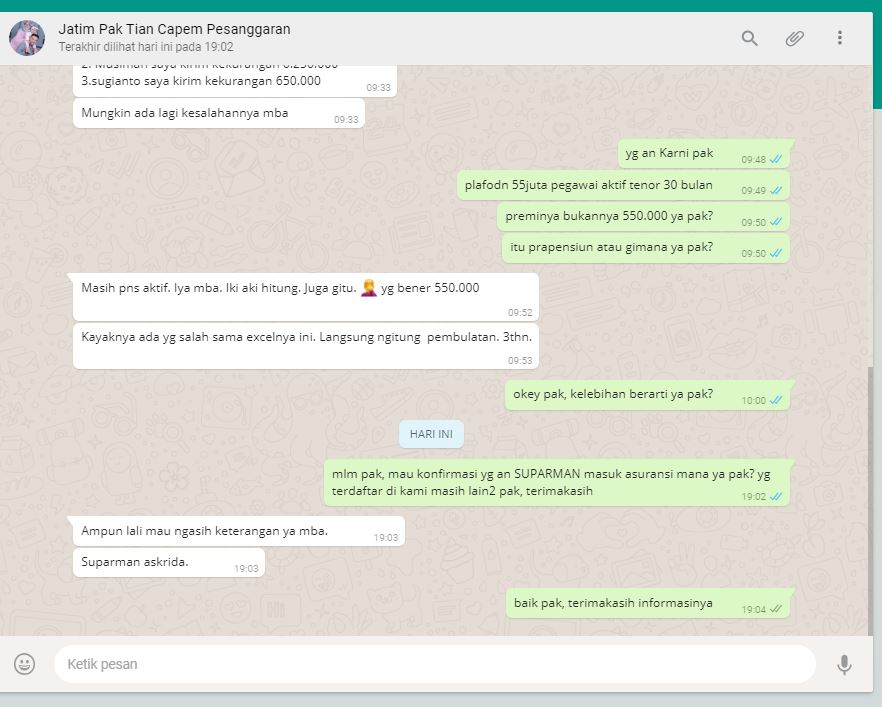 Jatim Pak Tian Capem Pesanggaran
Terakhir dilihat hari ini pada 19:02
3.sugianto saya kirim kekurangan 650.000
09:33
Mungkin ada lagi kesalahannya mba
09:33
yg an Karni pak
09:48
plafodn 55juta pegawai aktif tenor 30 bulan
09:49
preminya bukannya 550.000 ya pak?
09:50
itu prapensiun atau gimana ya pak?
09:50
Masih pns aktif. Iya mba. Iki aki hitung. Juga gitu. 🤦 yg bener 550.000
09:52
Kayaknya ada yg salah sama excelnya ini. Langsung ngitung pembulatan. 3thn.
09:53
okey pak, kelebihan berarti ya pak?
10:00
HARI INI
mlm pak, mau konfirmasi yg an SUPARMAN masuk asuransi mana ya pak? yg
terdaftar di kami masih lain2 pak, terimakasih
19:02
Ampun lali mau ngasih keterangan ya mba.
19:03
Suparman askrida.
19:03
baik pak, terimakasih informasinya
19:04
Ketik pesan